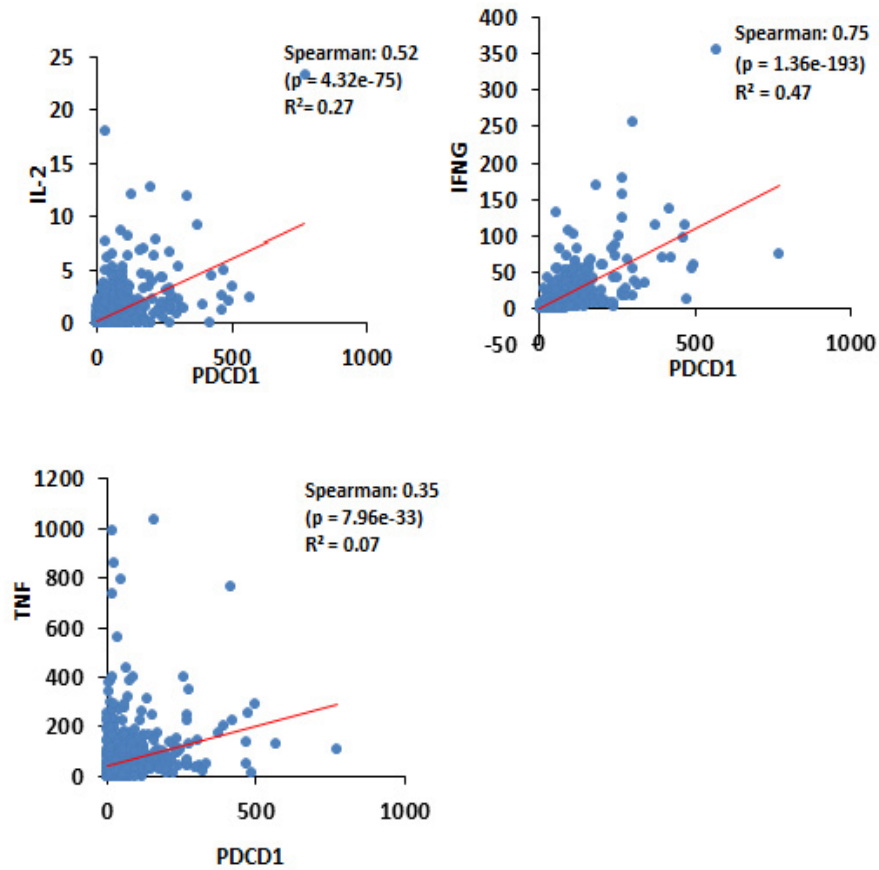 Spearman: 0.52
(p = 4.32e-75)
R²= 0.27
25
20
15
10
5
0
IL-2
0 500 1000
PDCD1
Spearman: 0.75
(p = 1.36e-193)
R² = 0.47
400
350
300
250
200
150
100
50
0
-50
IFNG
0 500 1000
PDCD1
Spearman: 0.35
(p = 7.96e-33)
R² = 0.07
1200
1000
800
600
400
200
0
TNF
0 500 1000
PDCD1